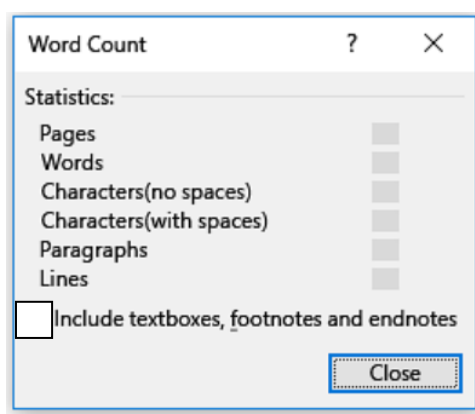 Word Count ?
Statistics:
Pages
Words
Characters(no spaces)
Characters(with spaces)
Paragraphs
Lines
Include textboxes, footnotes and endnotes
Close